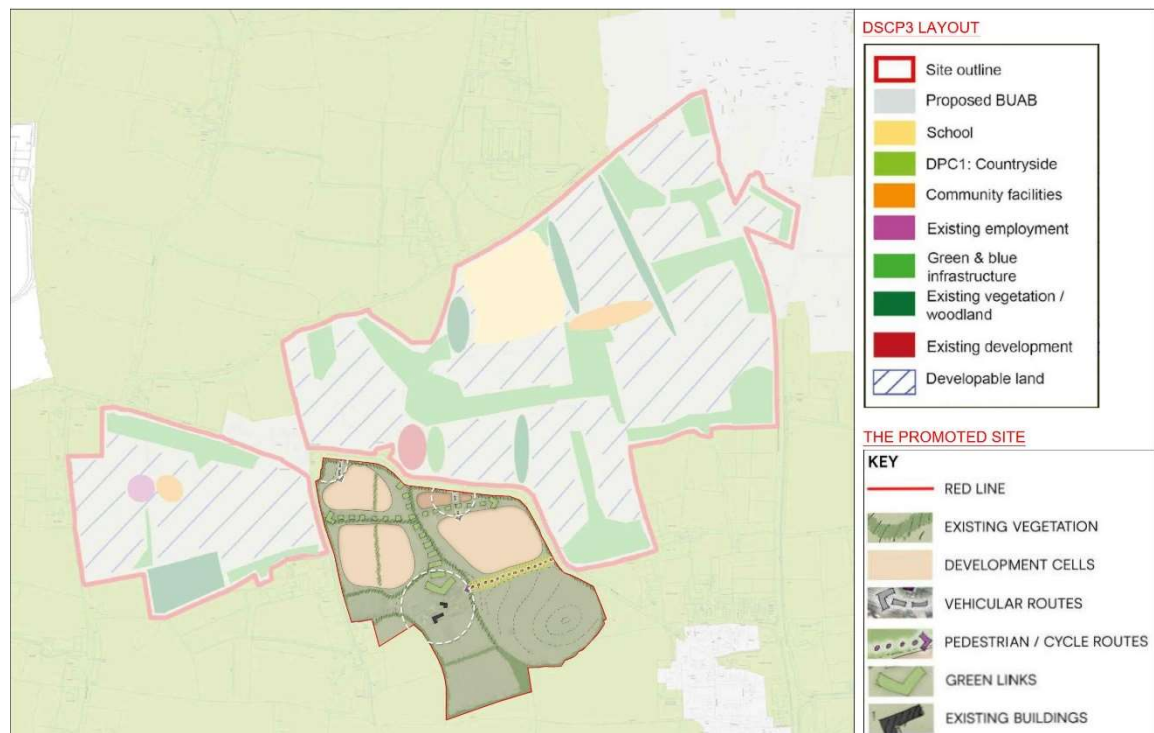 DSCP3 LAYOUT
Site outline
Proposed BUAB
School
DPC1: Countryside
Community facilities
Existing employment
Green & blue
infrastructure
Existing vegetation /
woodland
Existing development
Developable land
THE PROMOTED SITE
KEY
RED LINE
EXISTING VEGETATION
DEVELOPMENT CELLS
VEHICULAR ROUTES
PEDESTRIAN / CYCLE ROUTES
GREEN LINKS
EXISTING BUILDINGS